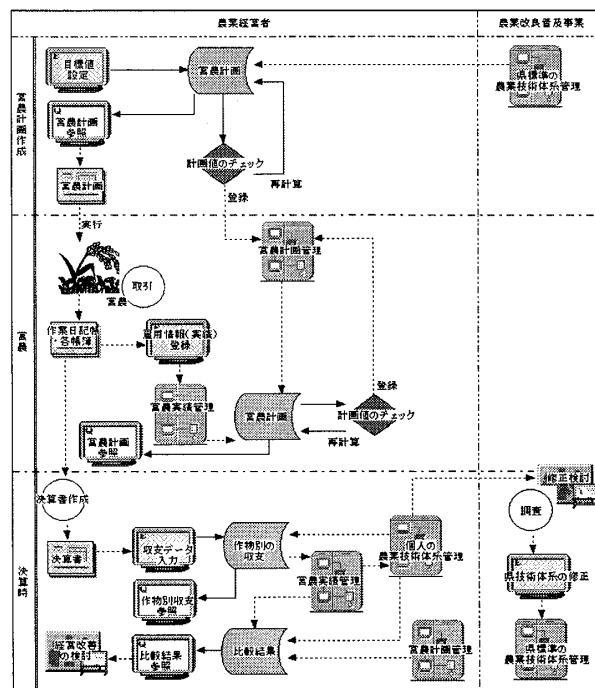 農業経営者
農業改良普及事業
営農計画作成
E
目標値
設定
営農計画
県標準の
農業技術体系管理
Q
営農計画
参照
計画値のチェック
営農計画
登録
再計算
営農
実行
営農
取引
営農計画管理
作業日記帳
・各帳簿
E
雇用情報(実績)
登録
登録
営農実績管理
営農計画
計画値のチェック
再計算
Q
営農計画
参照
決算時
決算書作成
修正検討
調査
決算書
E
収支データ
入力
作物別の
収支
個人の
農業技術体系管理
営農実績管理
E
県技術体系の修正
Q
作物別収支
参照
経営改善
の検討
Q
比較結果
参照
比較結果
営農計画管理
県標準の
農業技術体系管理